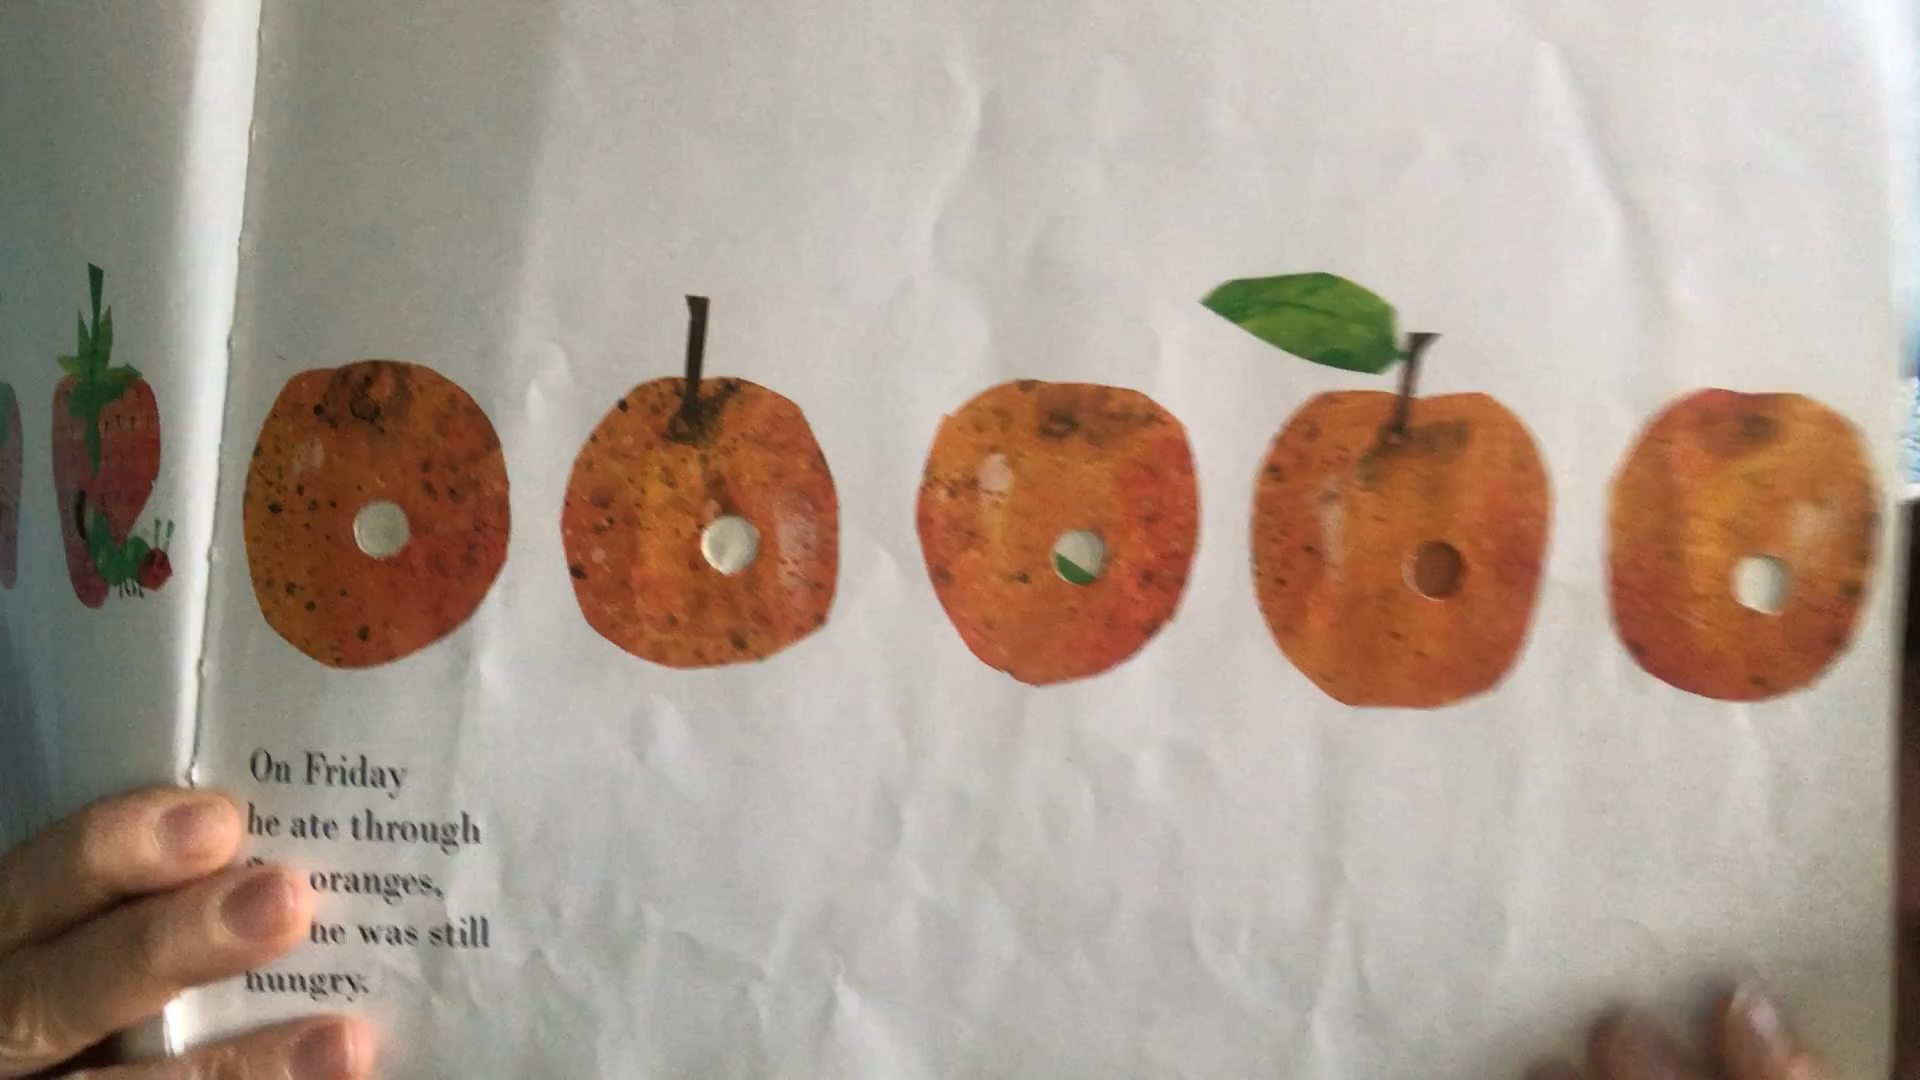 On Friday
he ate through
oranges,
he was still
hungry.